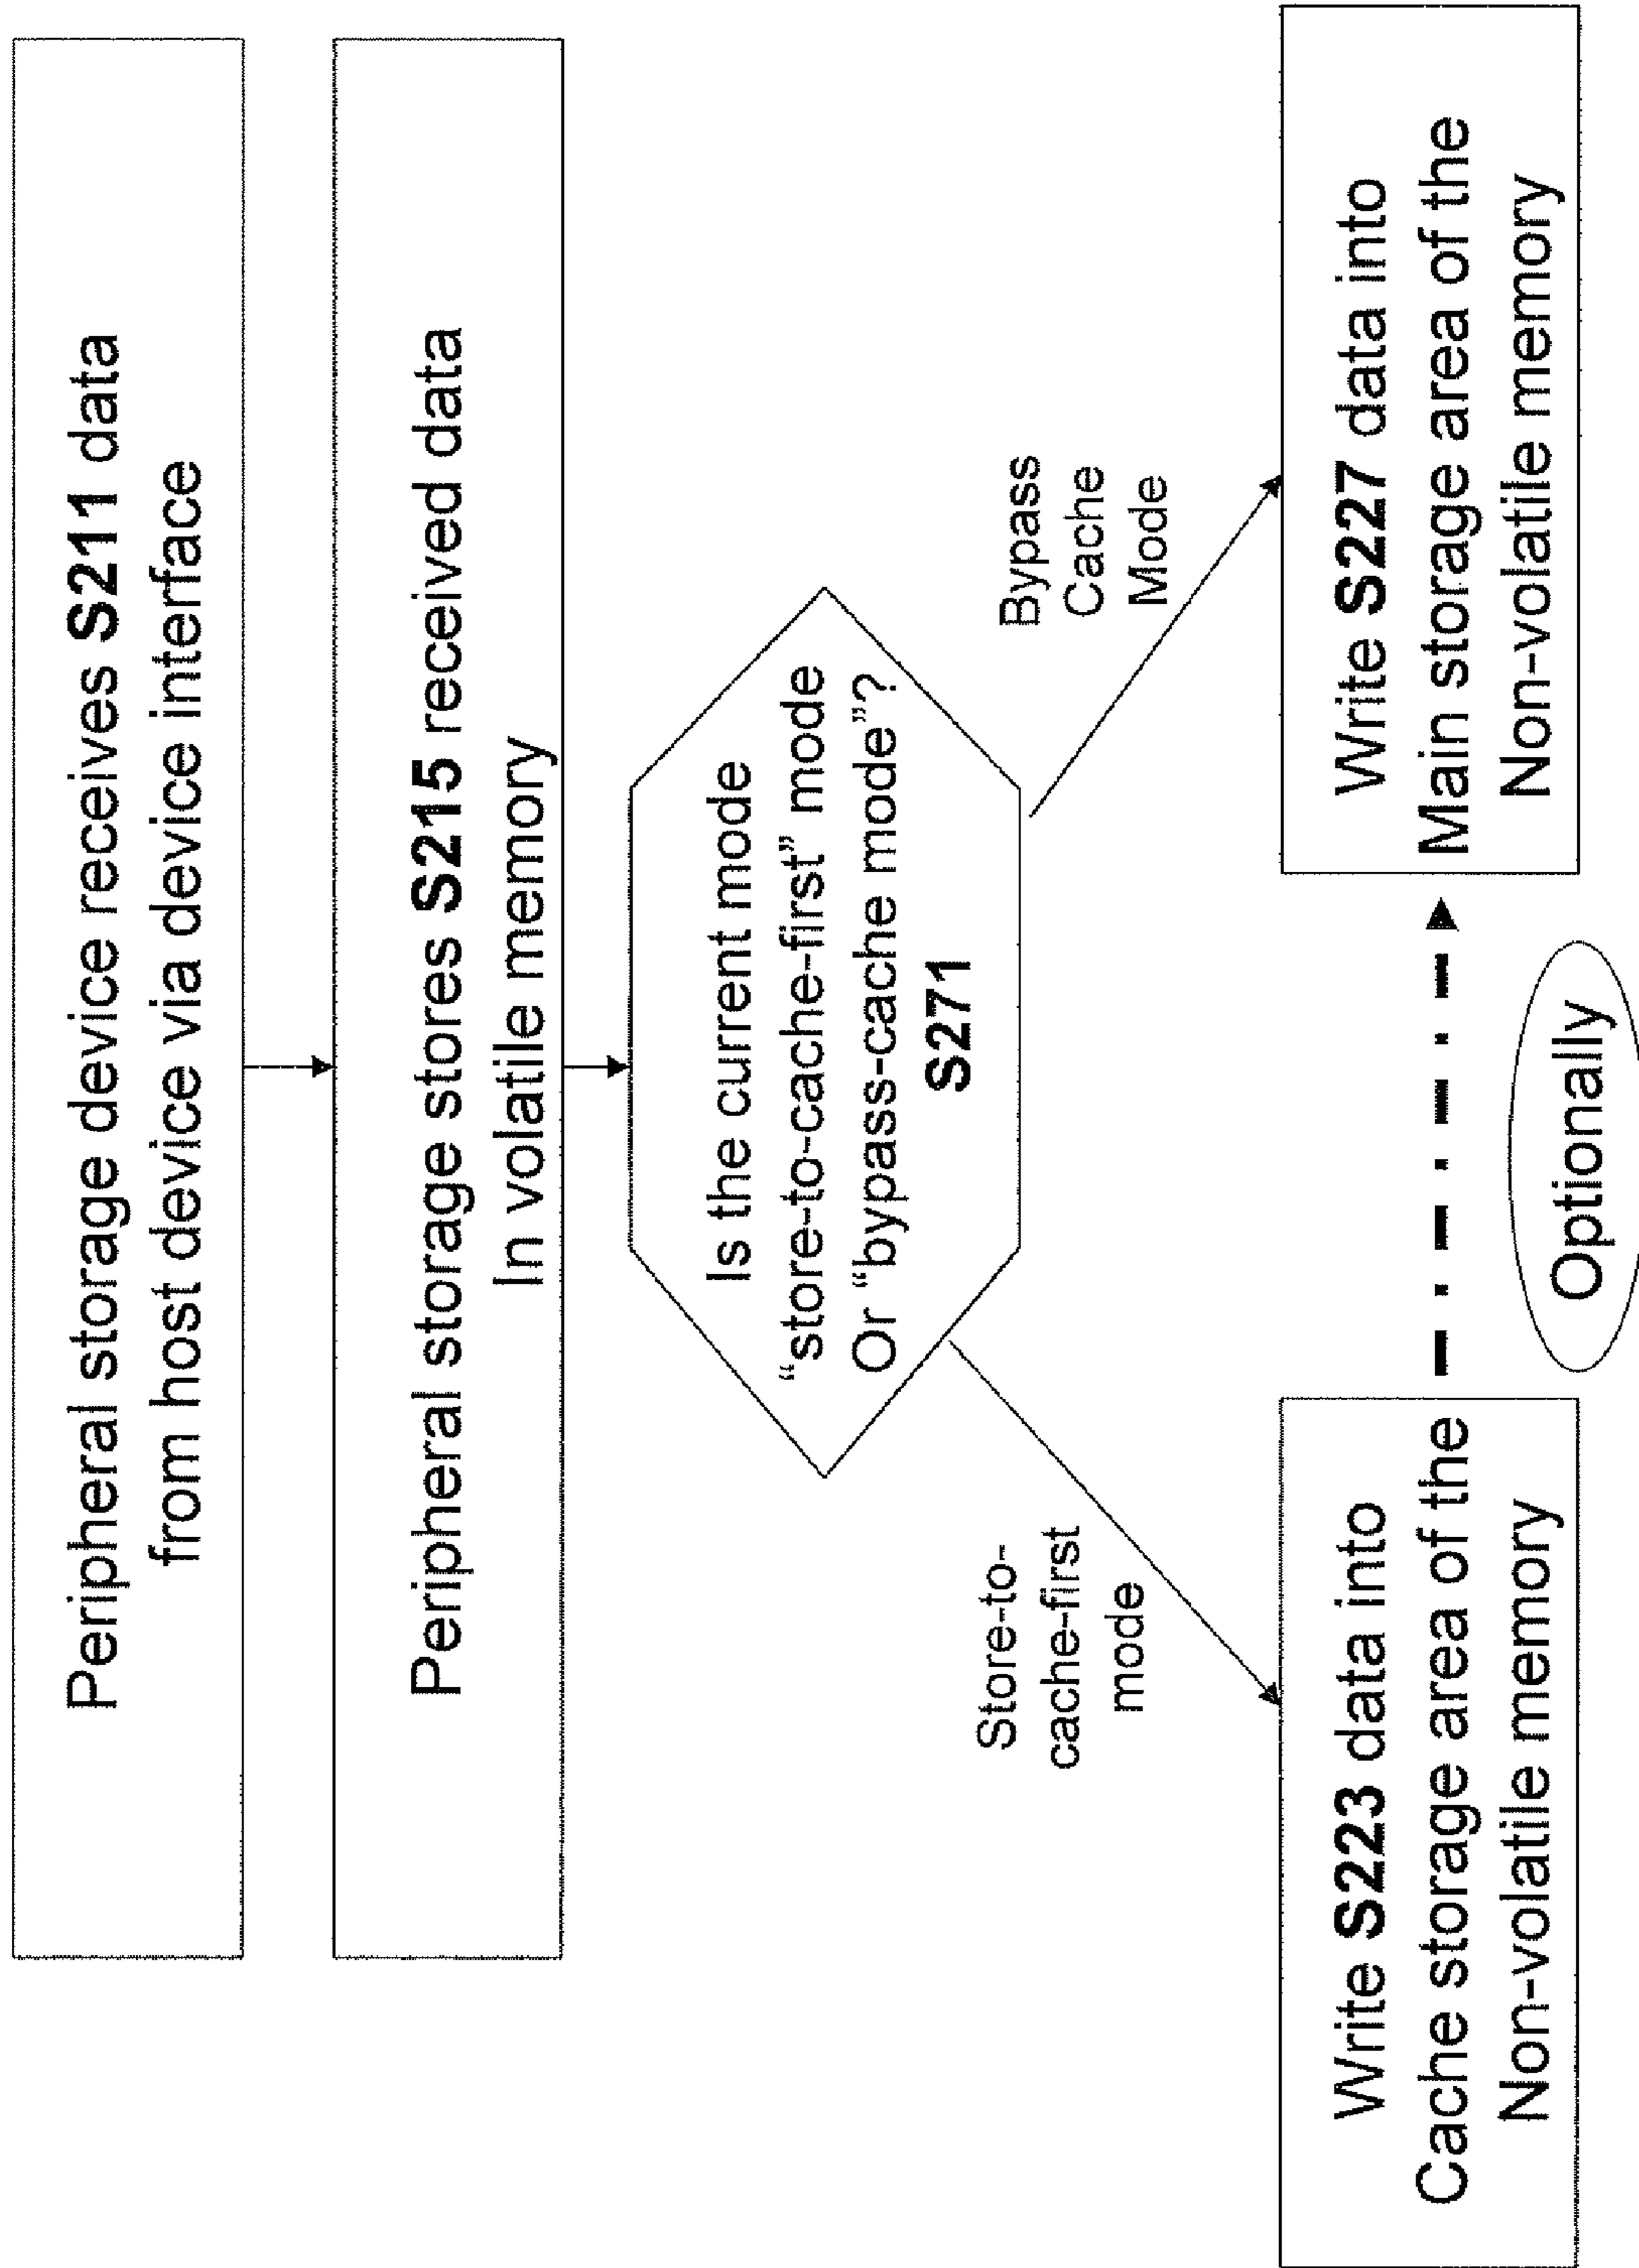 Peripheral storage device receives S211 data
from host device via device interface
Peripheral storage stores S215 received data
In volatile memory
Is the current mode
“store-to-cache-first” mode
Or “bypass-cache mode”?
S271
Store-to-
cache-first
mode
Bypass
Cache
Mode
Write S223 data into
Cache storage area of the
Non-volatile memory
Optionally
Write S227 data into
Main storage area of the
Non-volatile memory